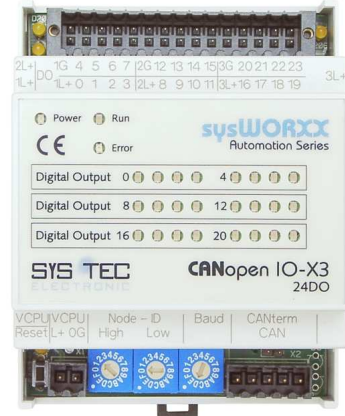 2L+ DO 1G 4 5 6 7 2G 12 13 14 15 3G 20 21 22 23 3L+
1L+ 1L+ 0 1 2 3 2L+ 8 9 10 11 3L+ 16 17 18 19
Power Run
sysWORXX
CE Error
Automation Series
Digital Output 0 4
Digital Output 8 12
Digital Output 16 20
SYS TEC
ELECTRONIC
CANopen IO-X3
24DO
VCPU VCPU Node - ID Baud CANterm
Reset L+ 0G High Low CAN
X2